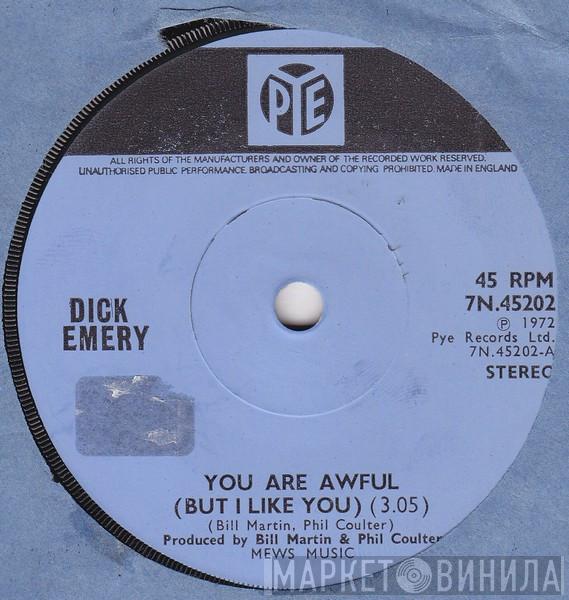 PYE
ALL RIGHTS OF THE MANUFACTURERS AND OWNER OF THE RECORDED WORK RESERVED.
UNAUTHORISED PUBLIC PERFORMANCE, BROADCASTING AND COPYING PROHIBITED. MADE IN ENGLAND
45 RPM
7N.45202
Ⓟ 1972
Pye Records Ltd.
7N.45202-A
STEREO
DICK
EMERY
YOU ARE AWFUL
(BUT I LIKE YOU) (3.05)
(Bill Martin, Phil Coulter)
Produced by Bill Martin & Phil Coulter
MEWS MUSIC
МАРКЕТ ВИНИЛА